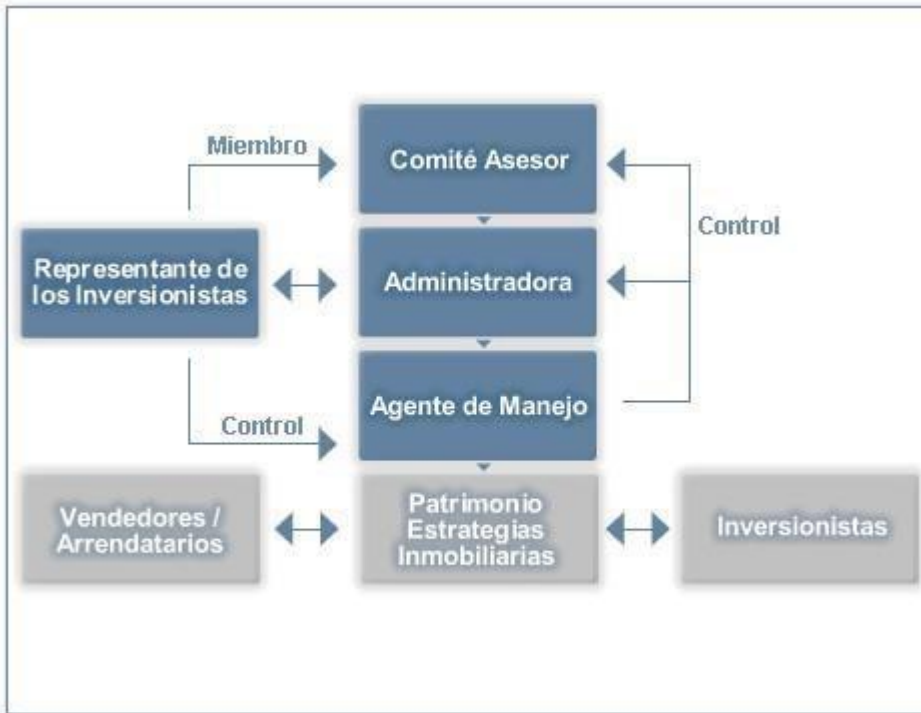 Miembro
Comité Asesor
Control
Representante de
los Inversionistas
Administradora
Agente de Manejo
Control
Vendedores /
Arrendatarios
Patrimonio
Estrategias
Inmobiliarias
Inversionistas